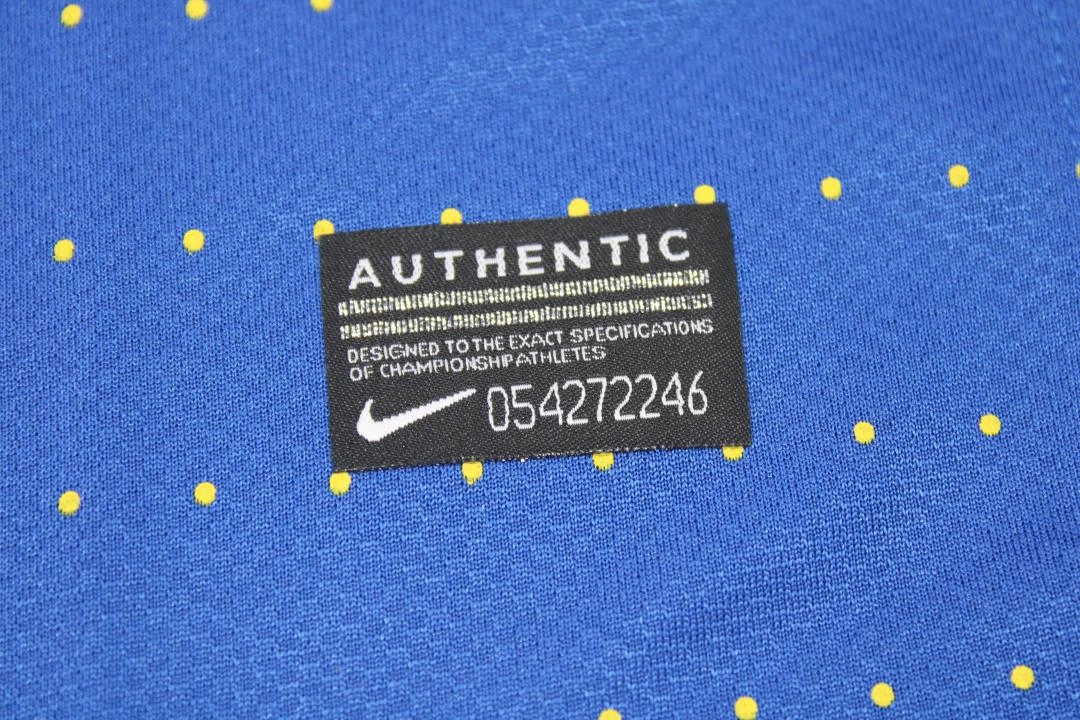 AUTHENTIC
DESIGNED TO THE EXACT SPECIFICATIONS
OF CHAMPIONSHIP ATHLETES
054272246